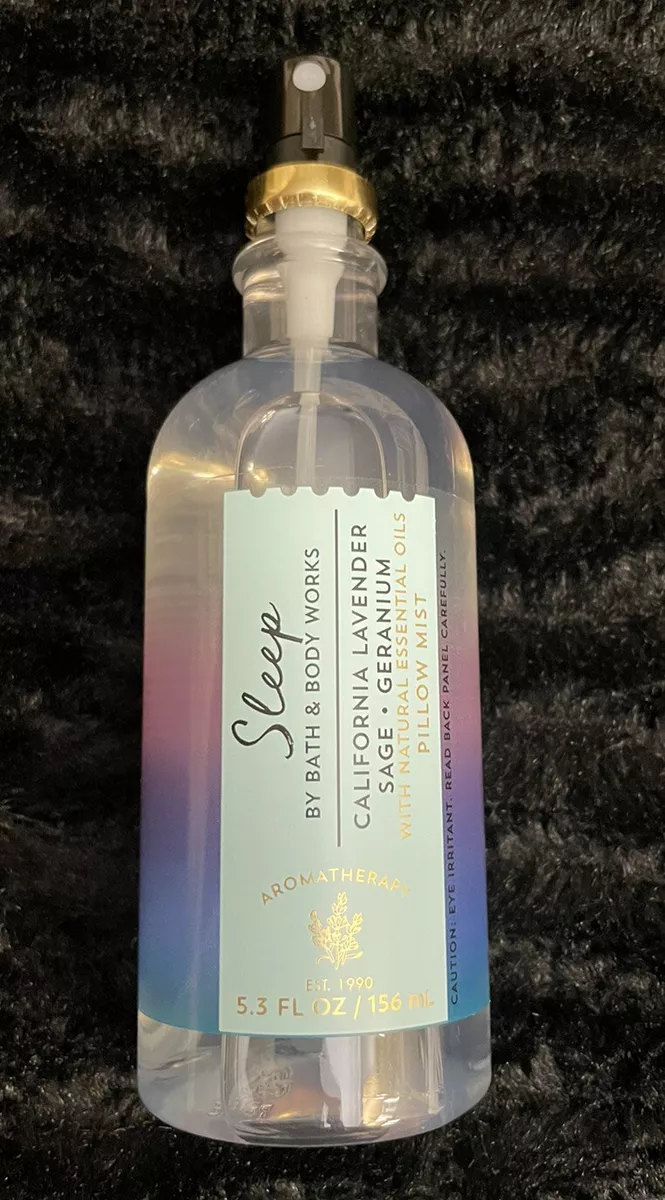 Sleep
BY BATH & BODY WORKS
CALIFORNIA LAVENDER
SAGE • GERANIUM
WITH NATURAL ESSENTIAL OILS
PILLOW MIST
CAUTION: EYE IRRITANT. READ BACK PANEL CAREFULLY.
AROMATHERAPY
EST. 1990
5.3 FL OZ / 156 mL